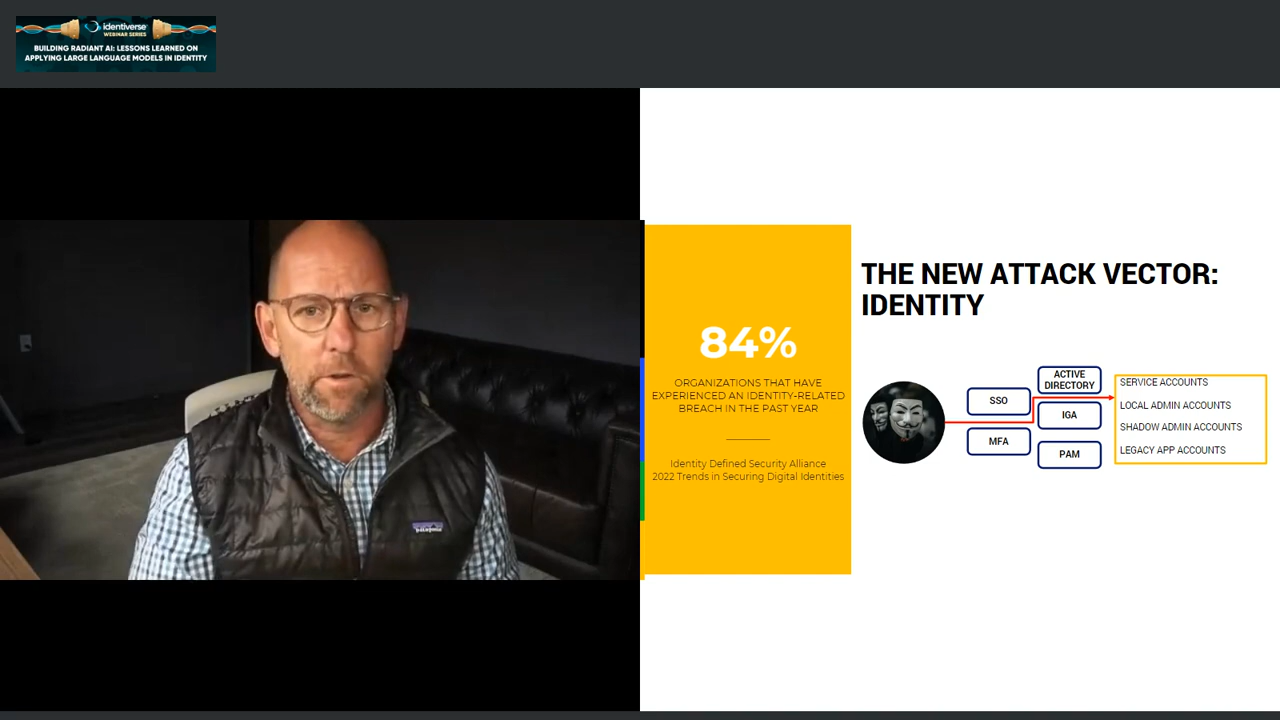 identiverse
WEBINAR SERIES
BUILDING RADIANT AI: LESSONS LEARNED ON
APPLYING LARGE LANGUAGE MODELS IN IDENTITY
84%
ORGANIZATIONS THAT HAVE
EXPERIENCED AN IDENTITY-RELATED
BREACH IN THE PAST YEAR
Identity Defined Security Alliance
2022 Trends in Securing Digital Identities
THE NEW ATTACK VECTOR:
IDENTITY
SSO
MFA
ACTIVE
DIRECTORY
IGA
PAM
SERVICE ACCOUNTS
LOCAL ADMIN ACCOUNTS
SHADOW ADMIN ACCOUNTS
LEGACY APP ACCOUNTS
patagonia